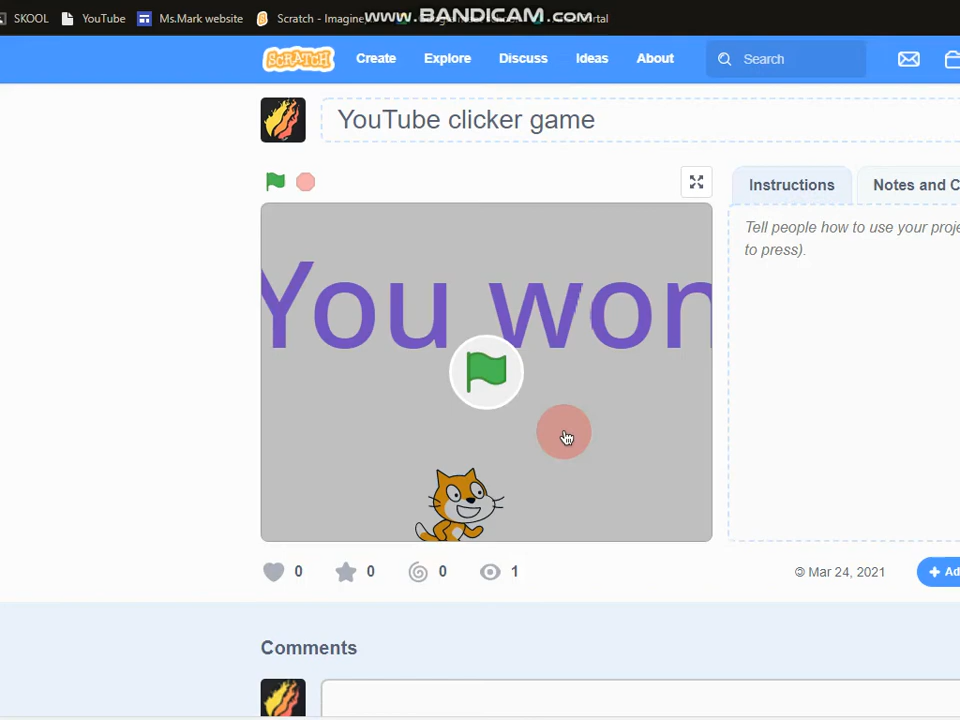 SKOOL YouTube Ms.Mark website Scratch - Imagine,
www.BANDICAM.com
SCRATCH Create Explore Discuss Ideas About Search
YouTube clicker game
Instructions Notes and C
Tell people how to use your proje
to press).
You won
0 0 0 1 © Mar 24, 2021 + Ad
Comments